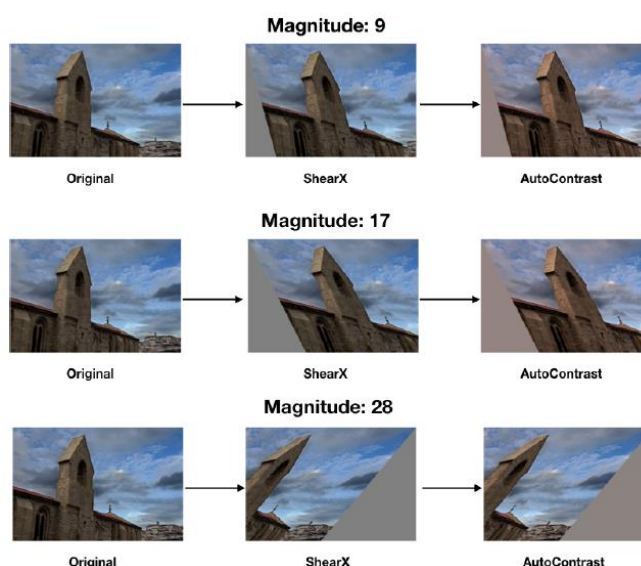 Magnitude: 9
Original ShearX AutoContrast
Magnitude: 17
Original ShearX AutoContrast
Magnitude: 28
Original ShearX AutoContrast